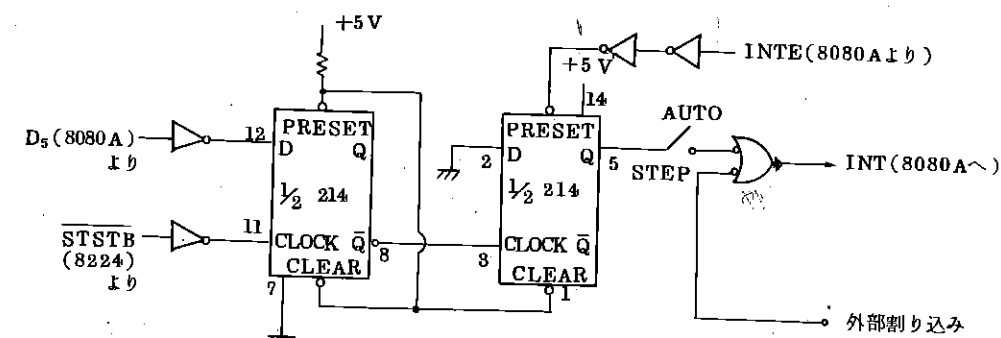 +5V
INTE(8080Aより)
+5V
14
D₅(8080A)
より
12
PRESET
D
Q
½ 214
11
CLOCK Q̄
8
CLEAR
7
S̅T̅S̅T̅B̅
(8224)
より
PRESET
2
D
Q
5
½ 214
3
CLOCK Q̄
CLEAR
1
AUTO
STEP
INT(8080Aへ)
外部割り込み